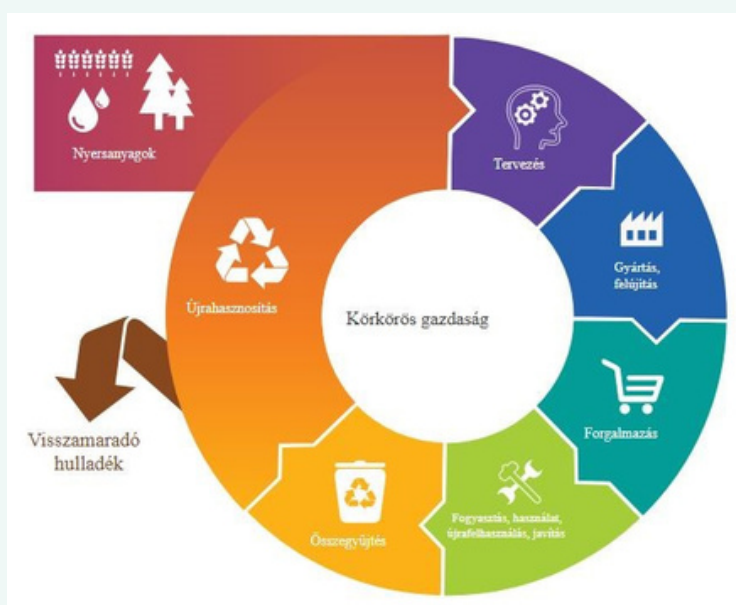 Nyersanyagok
Tervezés
Gyártás,
felújítás
Forgalmazás
Fogyasztás, használat,
újrafelhasználás, javítás
Összegyűjtés
Újrahasznosítás
Körkörös gazdaság
Visszamaradó
hulladék